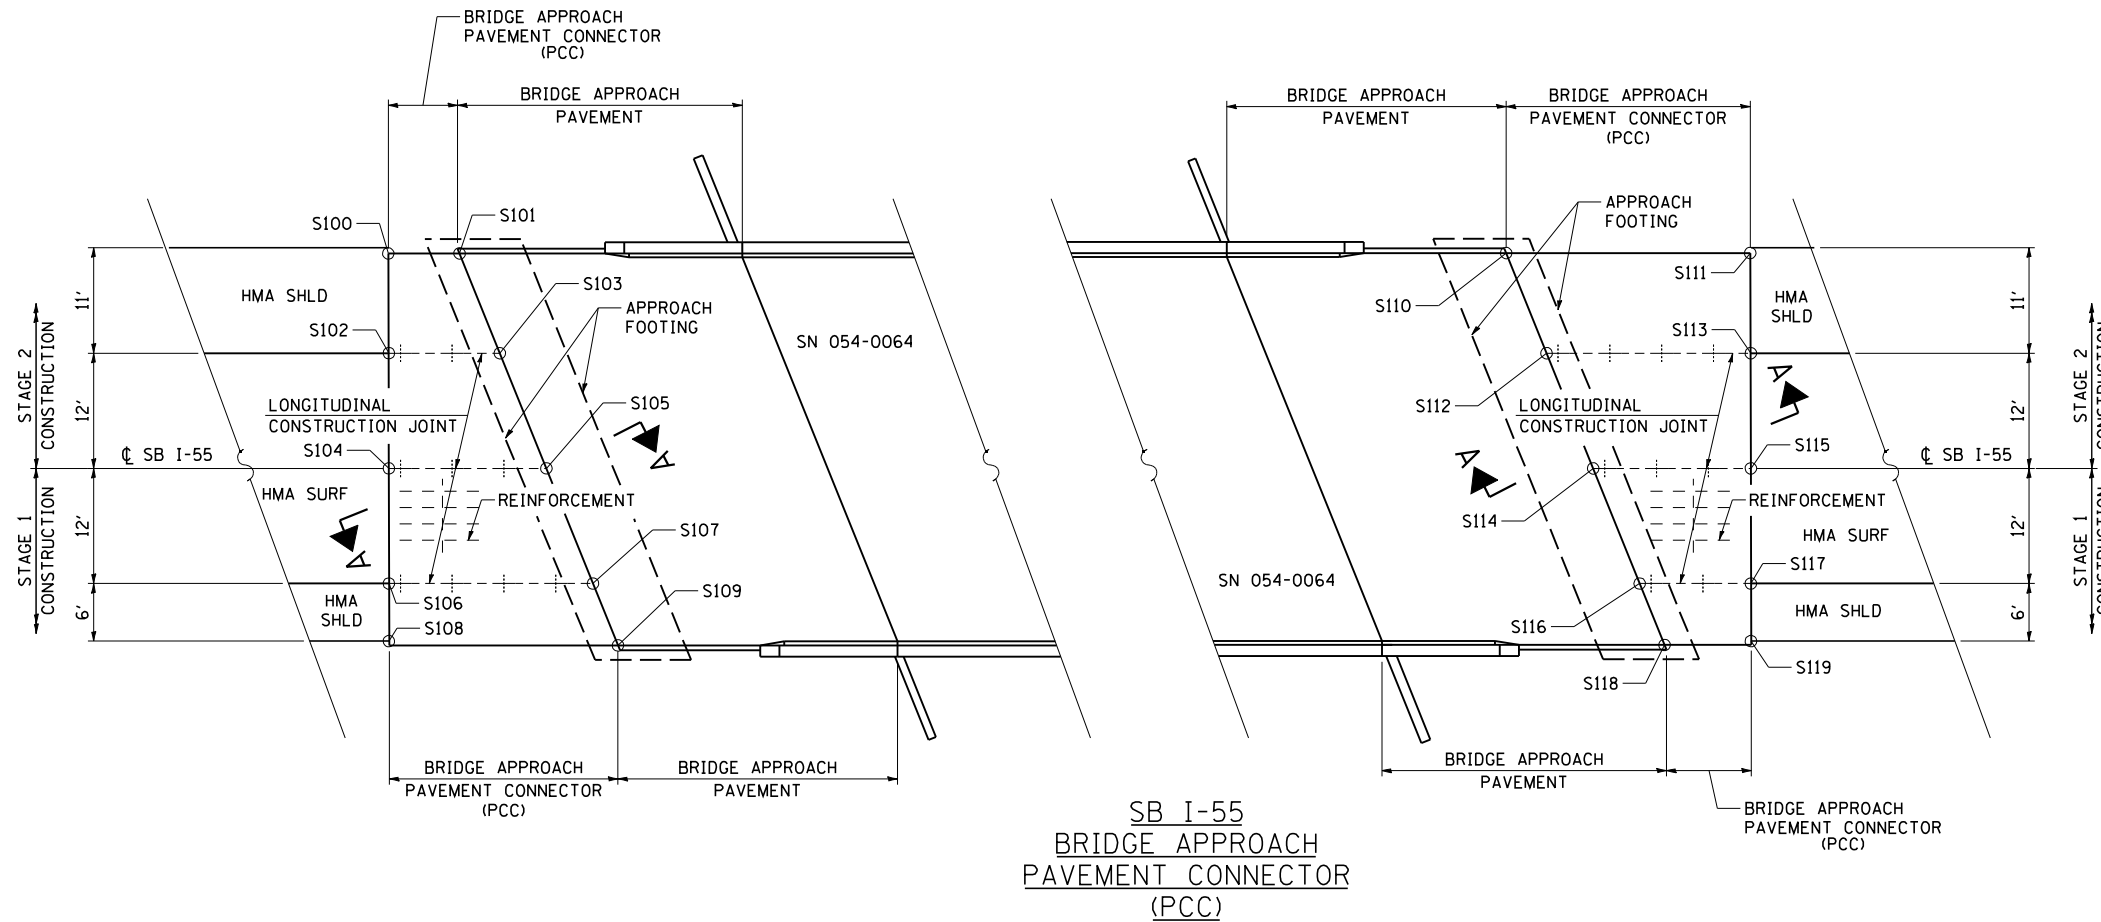 BRIDGE APPROACH
PAVEMENT CONNECTOR
(PCC)
BRIDGE APPROACH
PAVEMENT
BRIDGE APPROACH
PAVEMENT
BRIDGE APPROACH
PAVEMENT CONNECTOR
(PCC)
S100
S101
S103
S102
HMA SHLD
APPROACH
FOOTING
SN 054-0064
S105
LONGITUDINAL
CONSTRUCTION JOINT
S104
℄ SB I-55
HMA SURF
REINFORCEMENT
A
A
S107
S106
HMA
SHLD
S108
S109
11'
12'
12'
6'
STAGE 2
CONSTRUCTION
STAGE 1
CONSTRUCTION
BRIDGE APPROACH
PAVEMENT CONNECTOR
(PCC)
BRIDGE APPROACH
PAVEMENT
APPROACH
FOOTING
S110
S111
HMA
SHLD
S113
S112
A
A
LONGITUDINAL
CONSTRUCTION JOINT
S115
℄ SB I-55
S114
REINFORCEMENT
HMA SURF
SN 054-0064
S117
S116
HMA SHLD
S118
S119
11'
12'
12'
6'
STAGE 2
CONSTRUCTION
STAGE 1
CONSTRUCTION
BRIDGE APPROACH
PAVEMENT
BRIDGE APPROACH
PAVEMENT CONNECTOR
(PCC)
SB I-55
BRIDGE APPROACH
PAVEMENT CONNECTOR
(PCC)